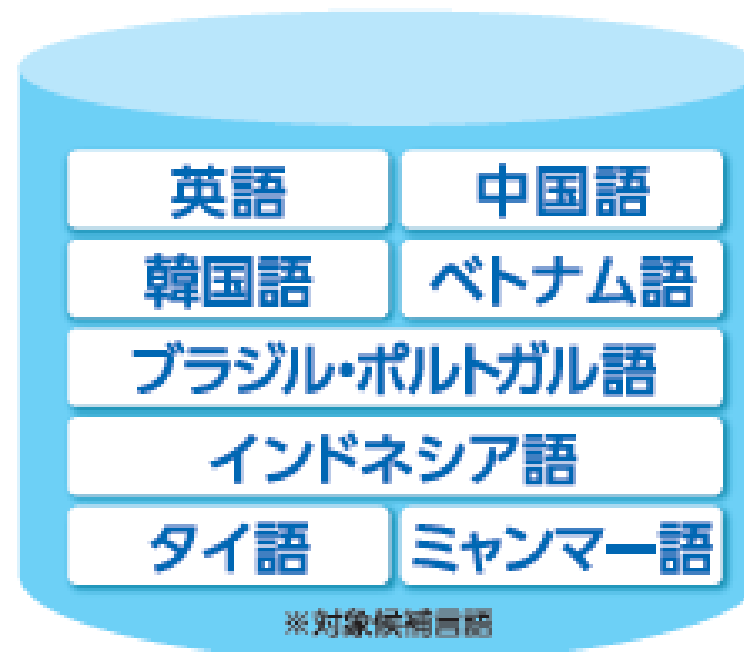 英語 中国語
韓国語 ベトナム語
ブラジル・ポルトガル語
インドネシア語
タイ語 ミャンマー語
※対象候補言語